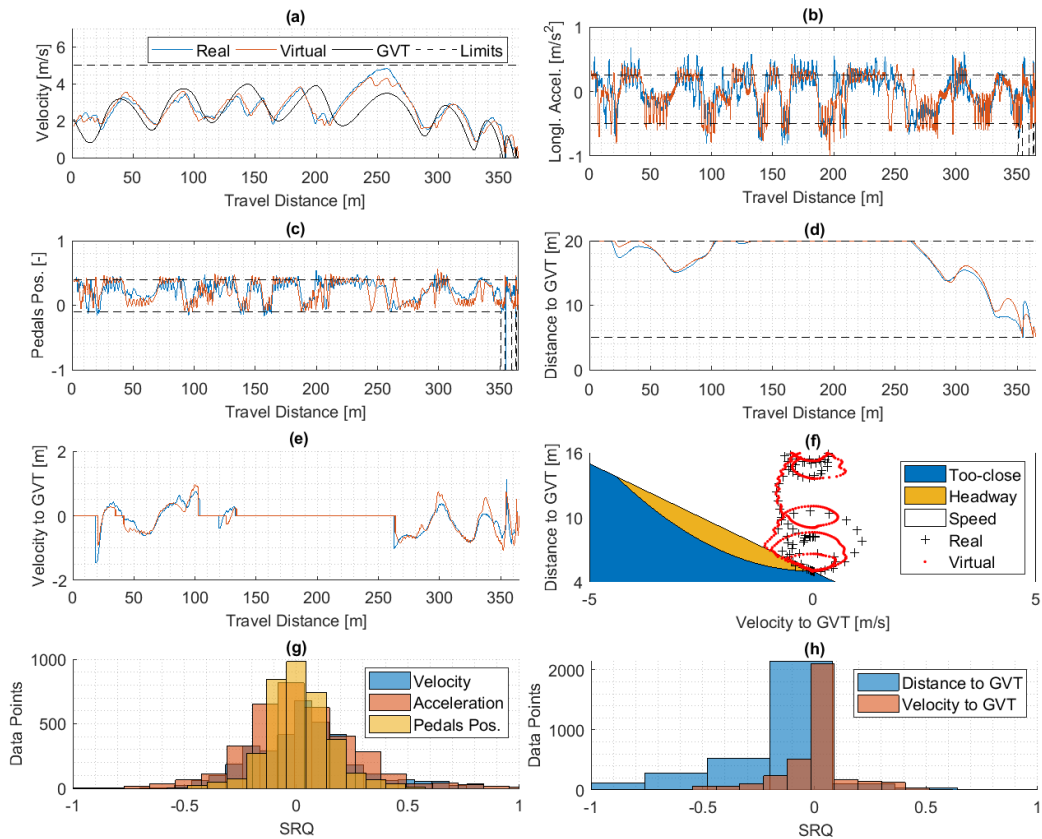 (a)
Velocity [m/s]
6
4
2
0
Real
Virtual
GVT
Limits
0 50 100 150 200 250 300 350
Travel Distance [m]
(b)
Longl. Accel. [m/s²]
1
0
-1
0 50 100 150 200 250 300 350
Travel Distance [m]
(c)
Pedals Pos. [-]
1
0
-1
0 50 100 150 200 250 300 350
Travel Distance [m]
(d)
Distance to GVT [m]
20
10
0
0 50 100 150 200 250 300 350
Travel Distance [m]
(e)
Velocity to GVT [m]
2
0
-2
0 50 100 150 200 250 300 350
Travel Distance [m]
(f)
Distance to GVT [m]
16
10
4
Too-close
Headway
Speed
Real
Virtual
-5 0 5
Velocity to GVT [m/s]
(g)
Data Points
1000
500
0
Velocity
Acceleration
Pedals Pos.
-1 -0.5 0 0.5 1
SRQ
(h)
Data Points
2000
1000
0
Distance to GVT
Velocity to GVT
-1 -0.5 0 0.5 1
SRQ